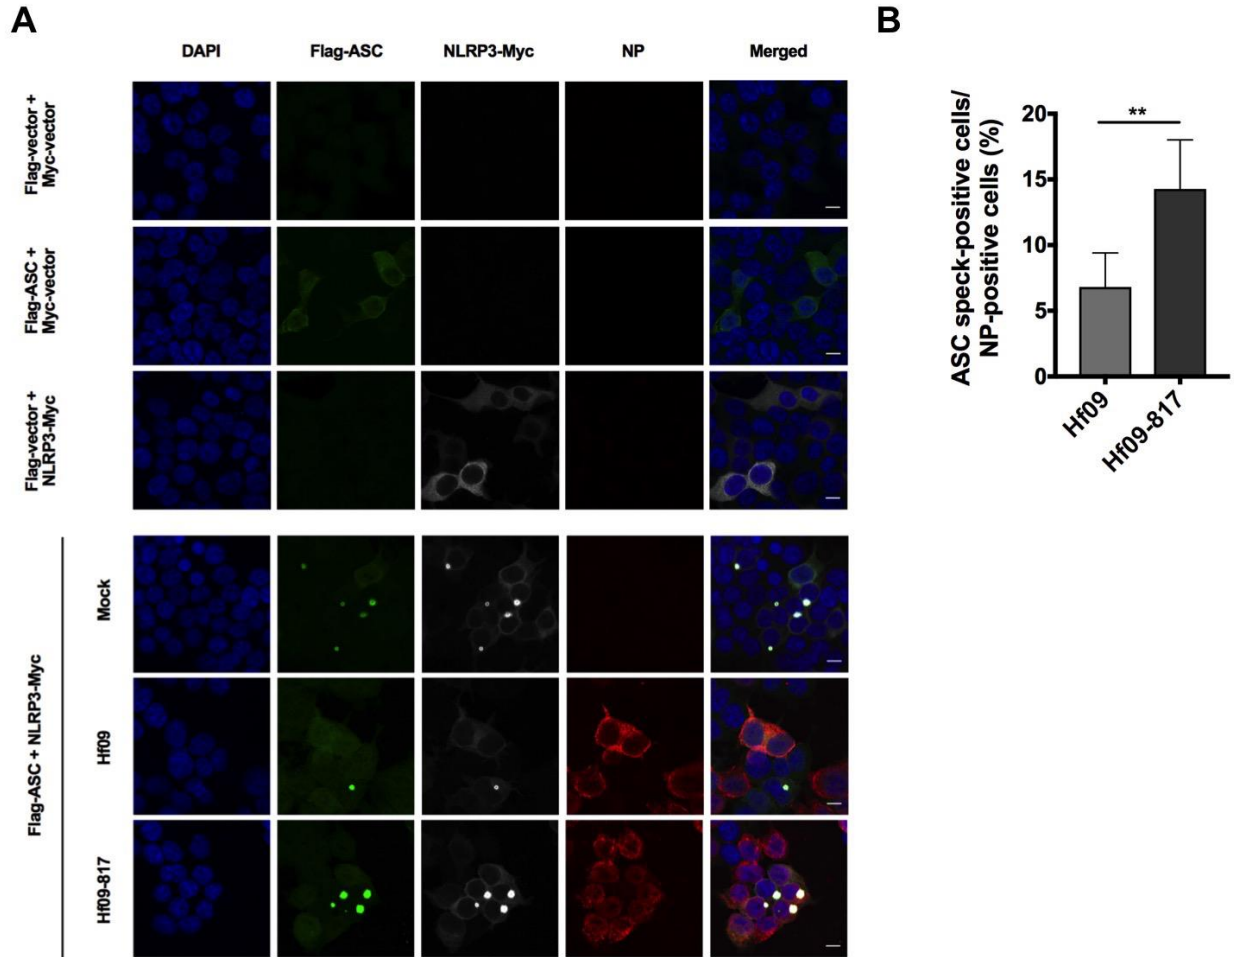 A
B
DAPI Flag-ASC NLRP3-Myc NP Merged
Flag-vector +
Myc-vector
Flag-ASC +
Myc-vector
Flag-vector +
NLRP3-Myc
Flag-ASC + NLRP3-Myc
Mock
Hf09
Hf09-817
ASC speck-positive cells/
NP-positive cells (%)
20
15
10
5
0
**
Hf09
Hf09-817